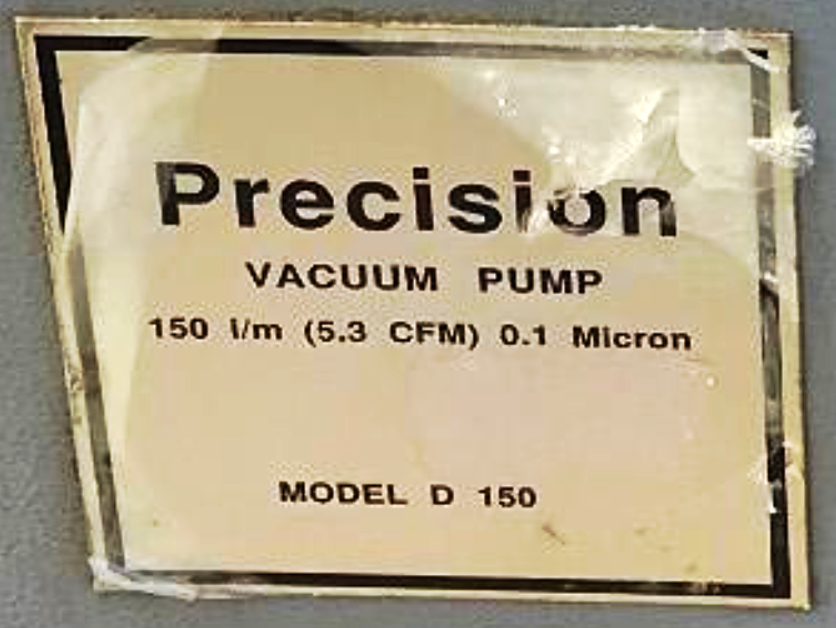 Precision
VACUUM PUMP
150 l/m (5.3 CFM) 0.1 Micron
MODEL D 150